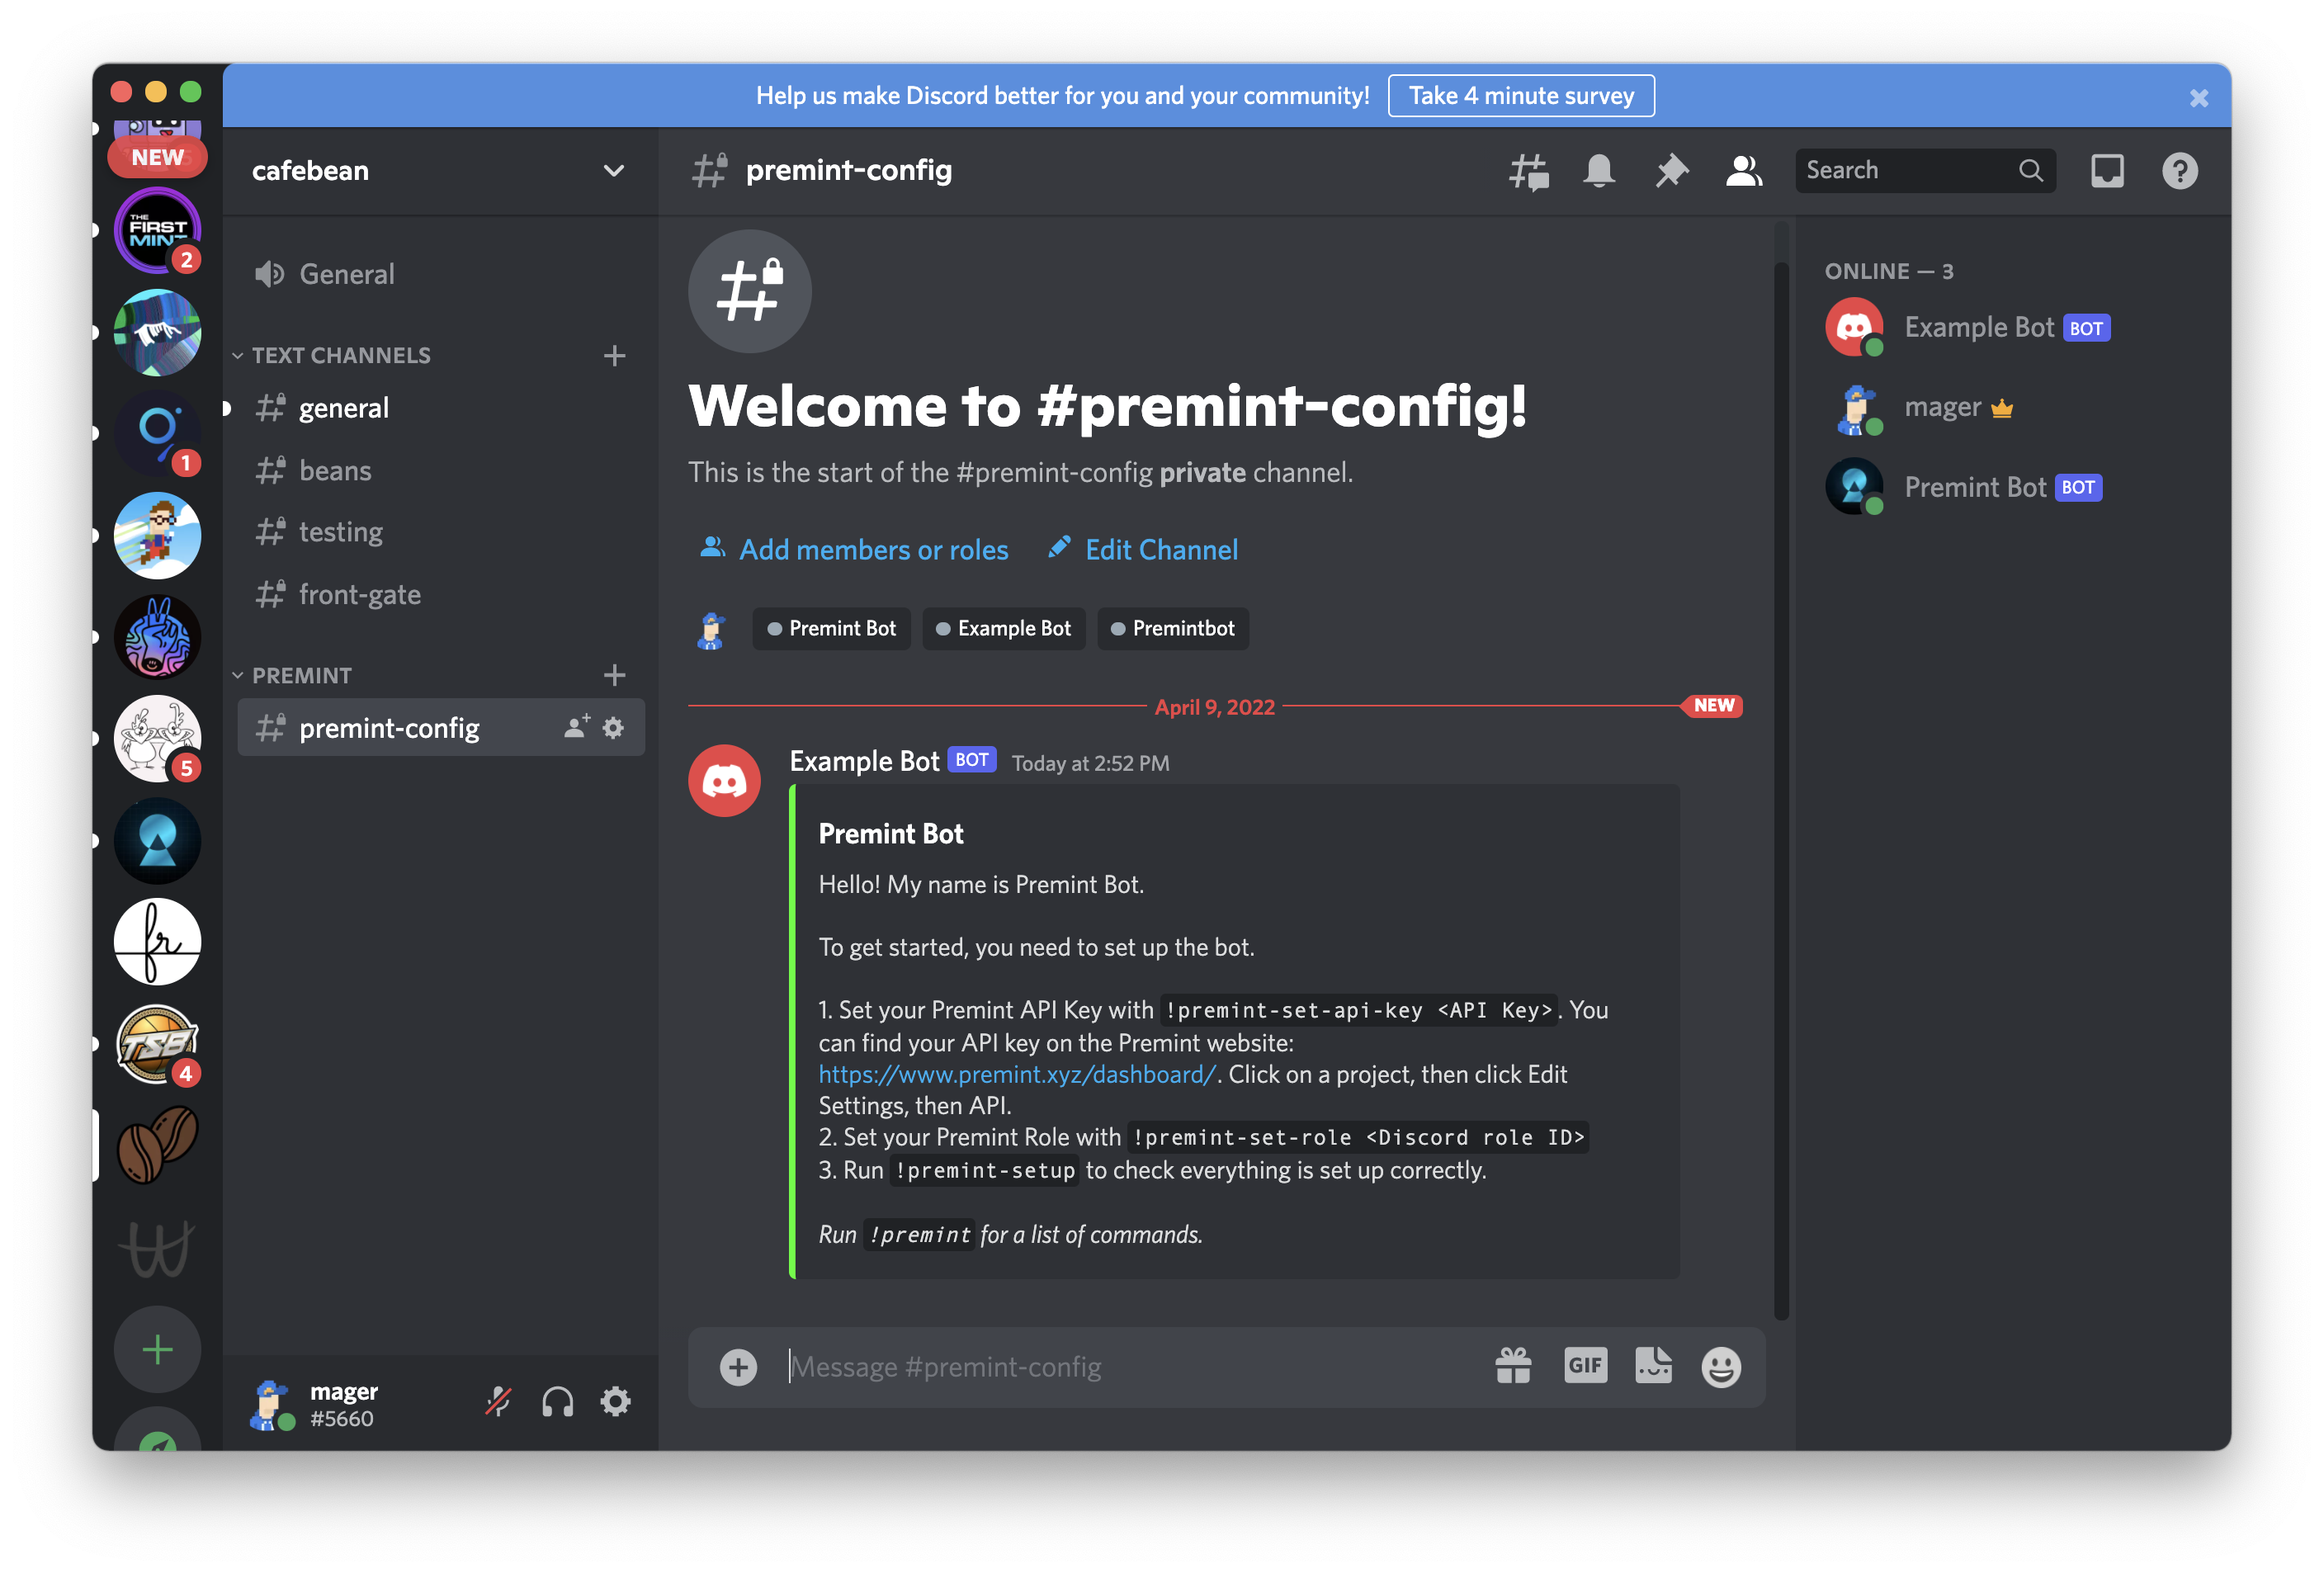 Help us make Discord better for you and your community! Take 4 minute survey
NEW
THE
FIRST
MINT
2
1
5
fr
TSB
4
cafebean
General
TEXT CHANNELS
general
beans
testing
front-gate
PREMINT
premint-config
mager
#5660
premint-config
Search
Welcome to #premint-config!
This is the start of the #premint-config private channel.
Add members or roles Edit Channel
Premint Bot Example Bot Premintbot
April 9, 2022 NEW
Example Bot BOT Today at 2:52 PM
Premint Bot
Hello! My name is Premint Bot.
To get started, you need to set up the bot.
1. Set your Premint API Key with !premint-set-api-key <API Key>. You
can find your API key on the Premint website:
https://www.premint.xyz/dashboard/. Click on a project, then click Edit
Settings, then API.
2. Set your Premint Role with !premint-set-role <Discord role ID>
3. Run !premint-setup to check everything is set up correctly.
Run !premint for a list of commands.
Message #premint-config
GIF
ONLINE — 3
Example Bot BOT
mager
Premint Bot BOT